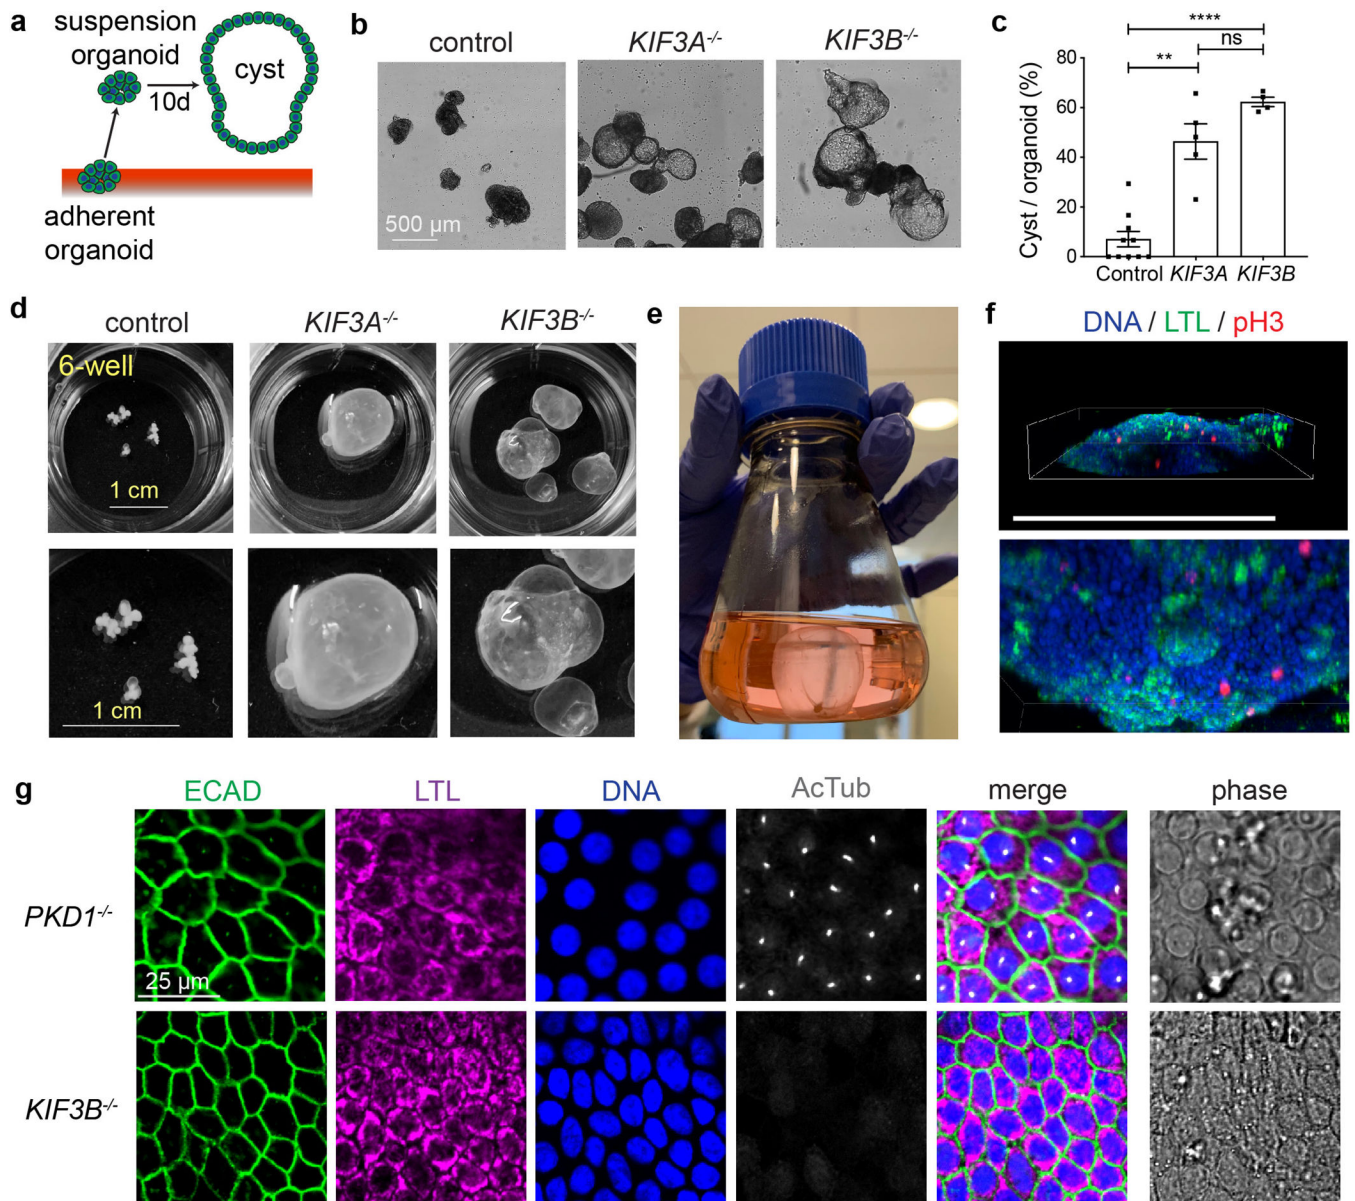 a
suspension
organoid
cyst
10d
adherent
organoid
b
control
KIF3A-/-
KIF3B-/-
500 µm
c
****
ns
**
Cyst / organoid (%)
80
60
40
20
0
Control
KIF3A
KIF3B
d
control
KIF3A-/-
KIF3B-/-
6-well
1 cm
1 cm
e
f
DNA / LTL / pH3
g
ECAD
LTL
DNA
AcTub
merge
phase
PKD1-/-
25 µm
KIF3B-/-